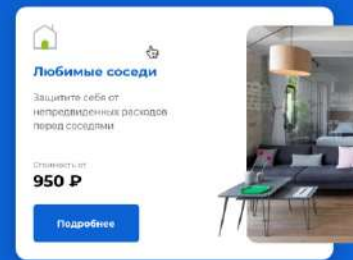 Любимые соседи
Защитите себя от
непредвиденных расходов
перед соседями
Стоимость от
950 ₽
Подробнее